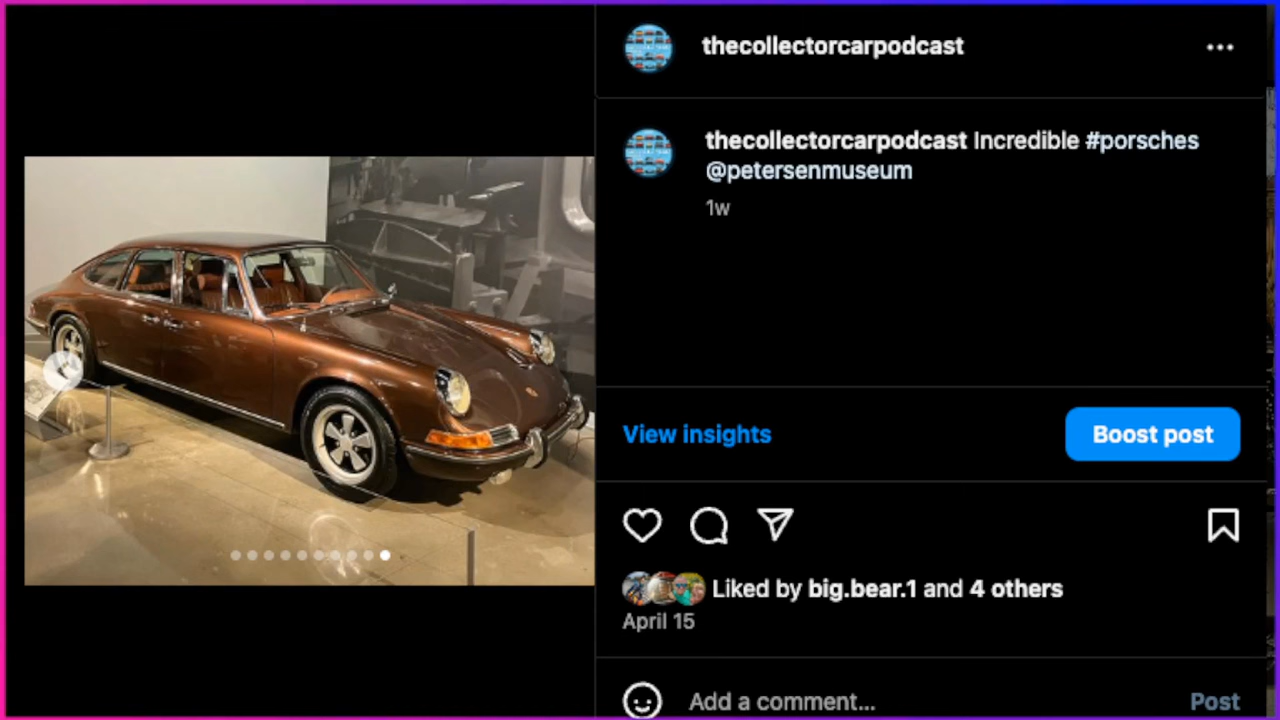 thecollectorcarpodcast
thecollectorcarpodcast Incredible #porsches
@petersenmuseum
1w
View insights
Boost post
Liked by big.bear.1 and 4 others
April 15
Add a comment...
Post